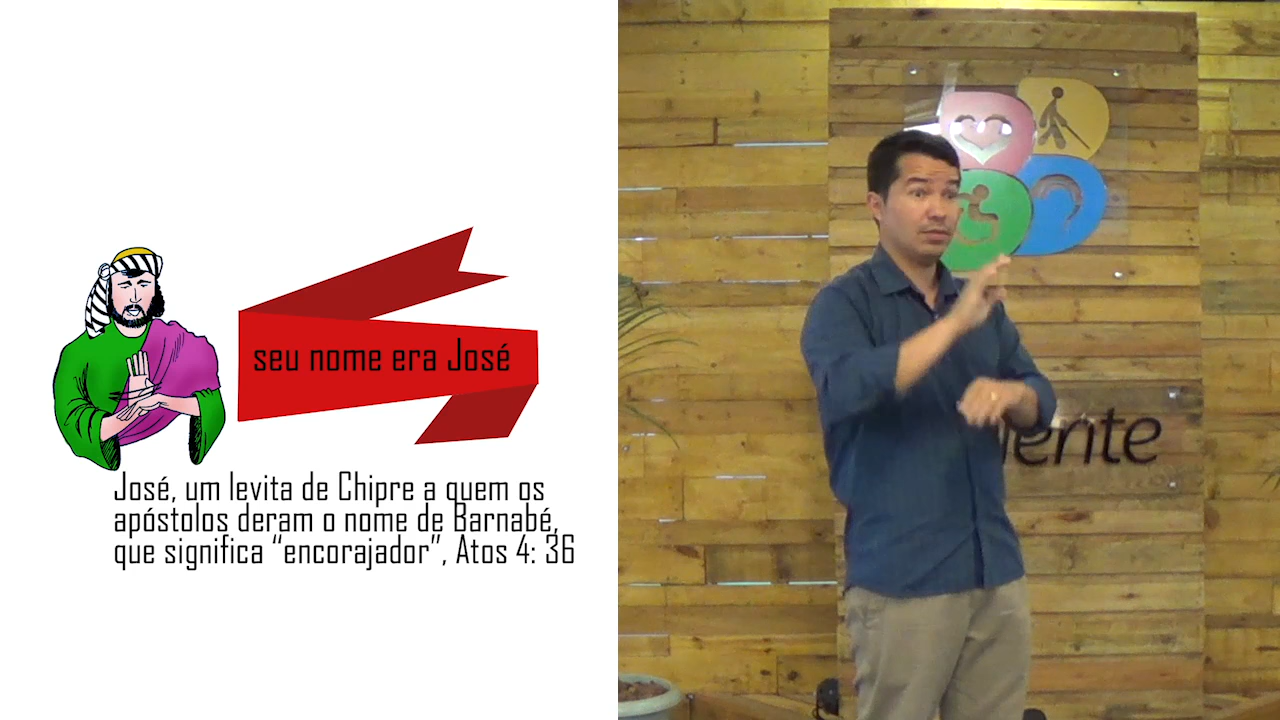 seu nome era José
José, um levita de Chipre a quem os
apóstolos deram o nome de Barnabé,
que significa “encorajador”, Atos 4: 36